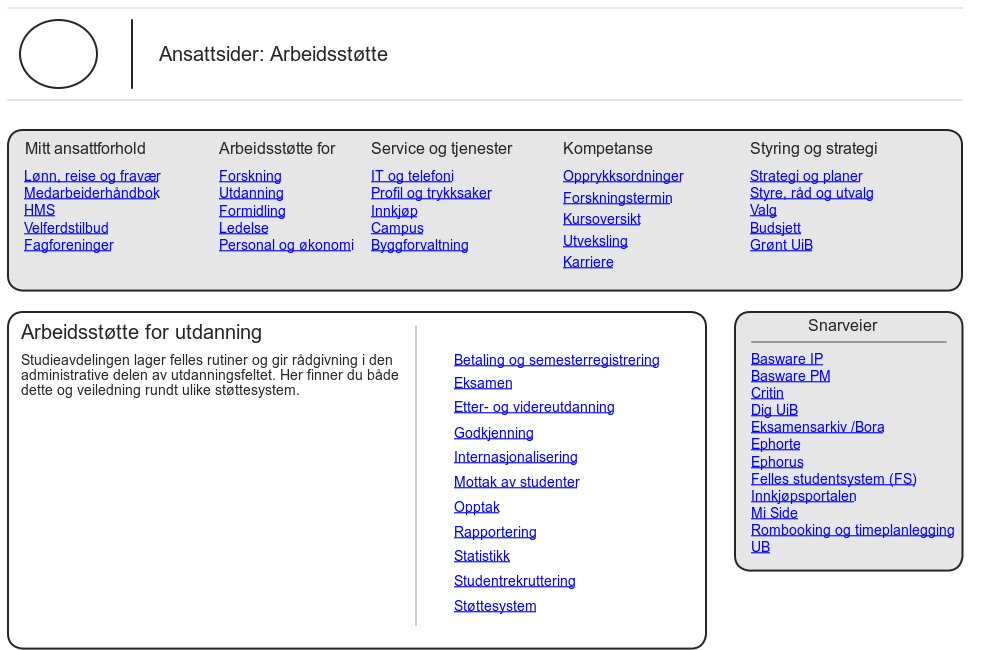 Ansattsider: Arbeidsstøtte
Mitt ansattforhold
Lønn, reise og fravær
Medarbeiderhåndbok
HMS
Velferdstilbud
Fagforeninger
Arbeidsstøtte for
Forskning
Utdanning
Formidling
Ledelse
Personal og økonomi
Service og tjenester
IT og telefoni
Profil og trykksaker
Innkjøp
Campus
Byggforvaltning
Kompetanse
Opprykksordninger
Forskningstermin
Kursoversikt
Utveksling
Karriere
Styring og strategi
Strategi og planer
Styre, råd og utvalg
Valg
Budsjett
Grønt UiB
Arbeidsstøtte for utdanning
Studieavdelingen lager felles rutiner og gir rådgivning i den
administrative delen av utdanningsfeltet. Her finner du både
dette og veiledning rundt ulike støttesystem.
Betaling og semesterregistrering
Eksamen
Etter- og videreutdanning
Godkjenning
Internasjonalisering
Mottak av studenter
Opptak
Rapportering
Statistikk
Studentrekruttering
Støttesystem
Snarveier
Basware IP
Basware PM
Critin
Dig UiB
Eksamensarkiv /Bora
Ephorte
Ephorus
Felles studentsystem (FS)
Innkjøpsportalen
Mi Side
Rombooking og timeplanlegging
UB